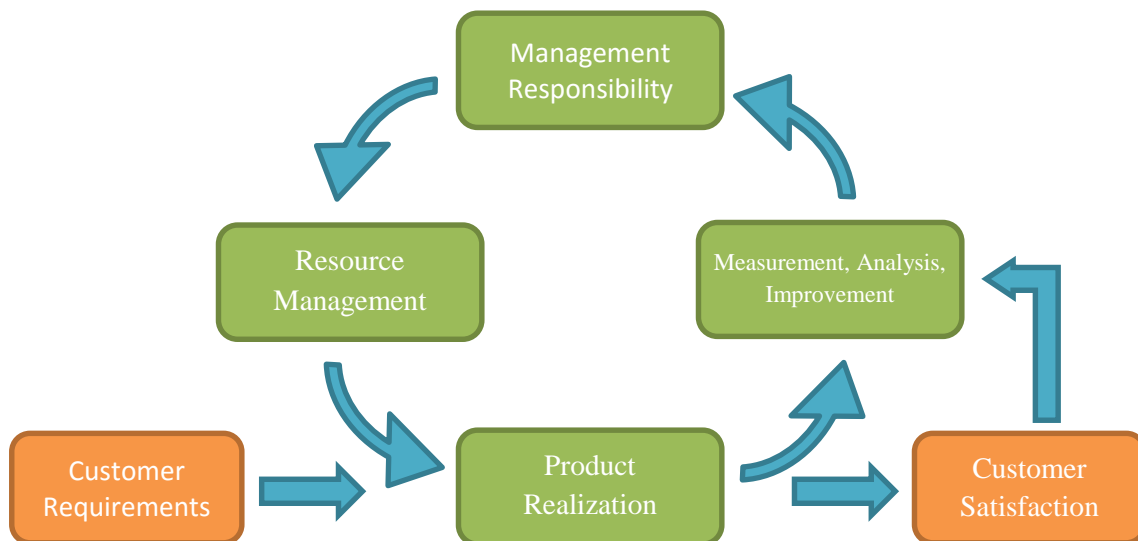 Management
Responsibility
Resource
Management
Measurement, Analysis,
Improvement
Customer
Requirements
Product
Realization
Customer
Satisfaction